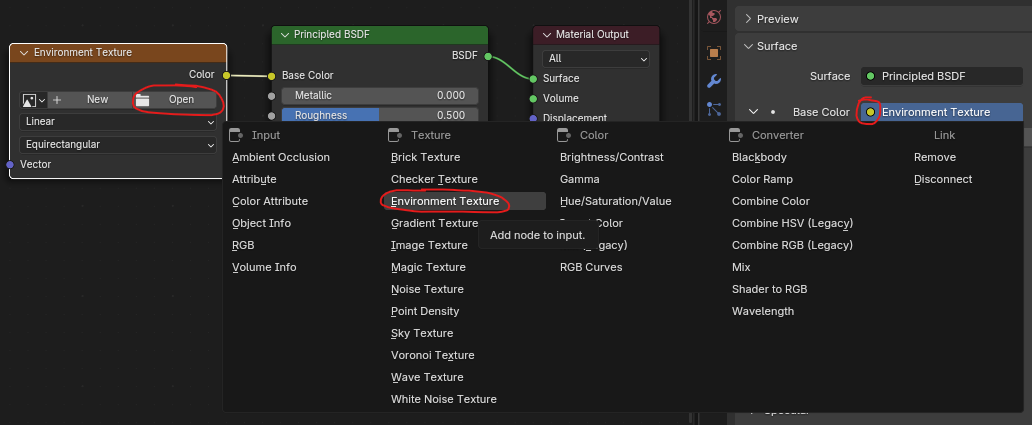 Environment Texture
Color
New
Open
Linear
Equirectangular
Vector
Principled BSDF
BSDF
Base Color
Metallic 0.000
Roughness 0.500
Material Output
All
Surface
Volume
Displacement
Preview
Surface
Surface Principled BSDF
Base Color Environment Texture
Input
Ambient Occlusion
Attribute
Color Attribute
Object Info
RGB
Volume Info
Texture
Brick Texture
Checker Texture
Environment Texture
Gradient Texture
Image Texture
Magic Texture
Noise Texture
Point Density
Sky Texture
Voronoi Texture
Wave Texture
White Noise Texture
Add node to input.
Color
Brightness/Contrast
Gamma
Hue/Saturation/Value
Color
RGB Curves
Converter
Blackbody
Color Ramp
Combine Color
Combine HSV (Legacy)
Combine RGB (Legacy)
Mix
Shader to RGB
Wavelength
Link
Remove
Disconnect